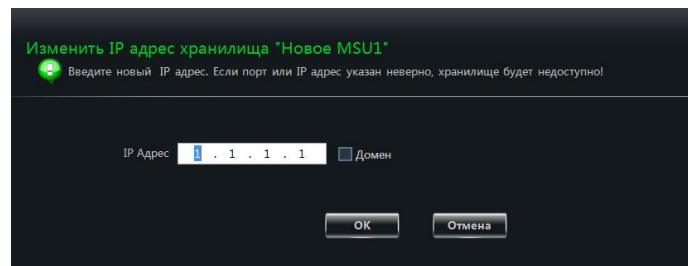 Изменить IP адрес хранилища "Новое MSU1"
Введите новый IP адрес. Если порт или IP адрес указан неверно, хранилище будет недоступно!
IP Адрес 1 . 1 . 1 . 1 Домен
OK Отмена